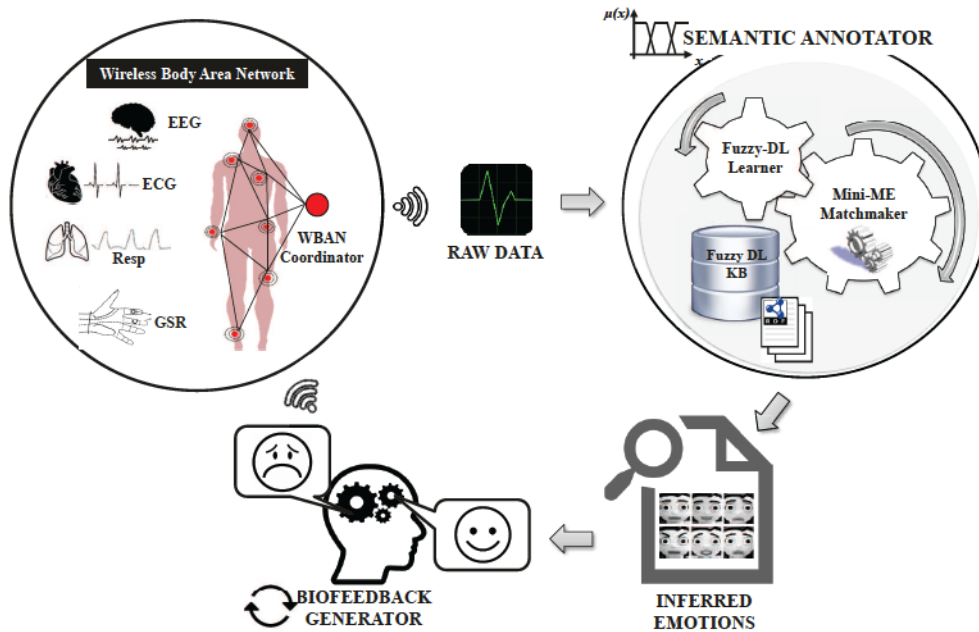 Wireless Body Area Network
EEG
ECG
Resp
GSR
WBAN
Coordinator
RAW DATA
μ(x)
x
SEMANTIC ANNOTATOR
Fuzzy-DL
Learner
Mini-ME
Matchmaker
Fuzzy DL
KB
RDF
INFERRED
EMOTIONS
BIOFEEDBACK
GENERATOR